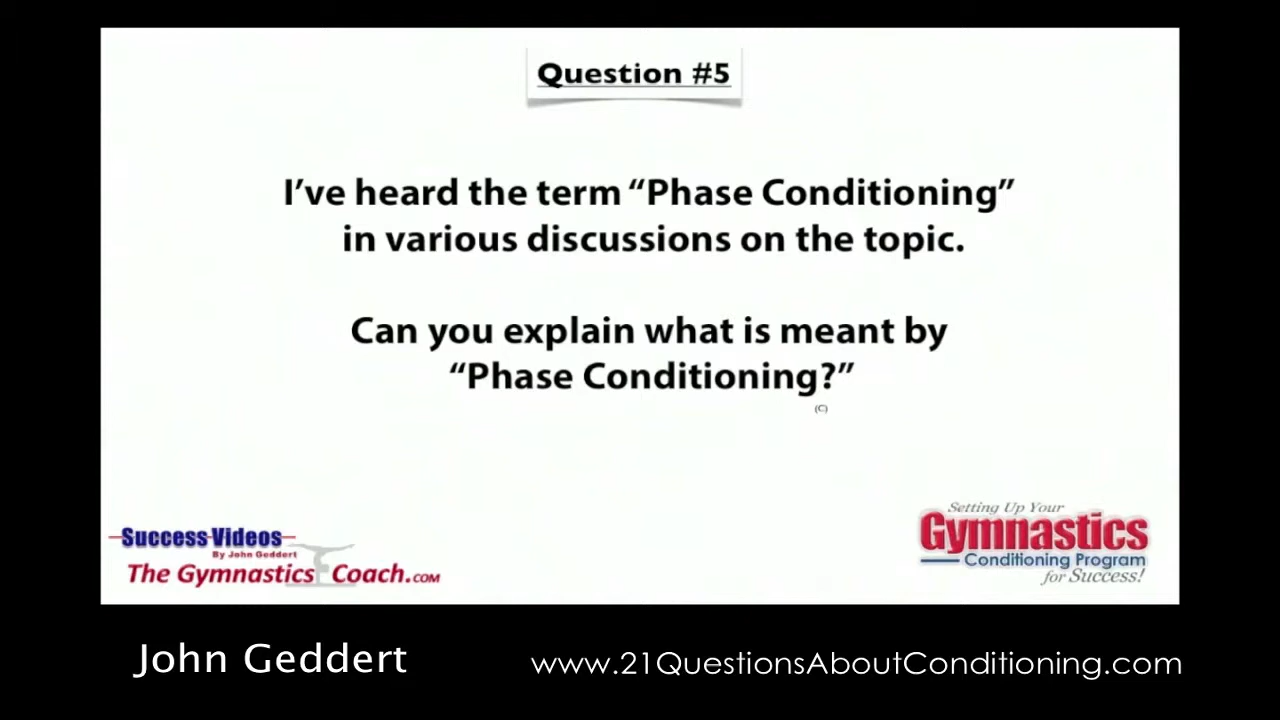 Question #5
I've heard the term “Phase Conditioning”
in various discussions on the topic.
Can you explain what is meant by
“Phase Conditioning?”
(C)
Success Videos
By John Geddert
The Gymnastics Coach.COM
Setting Up Your
Gymnastics
Conditioning Program
for Success!
John Geddert
www.21QuestionsAboutConditioning.com